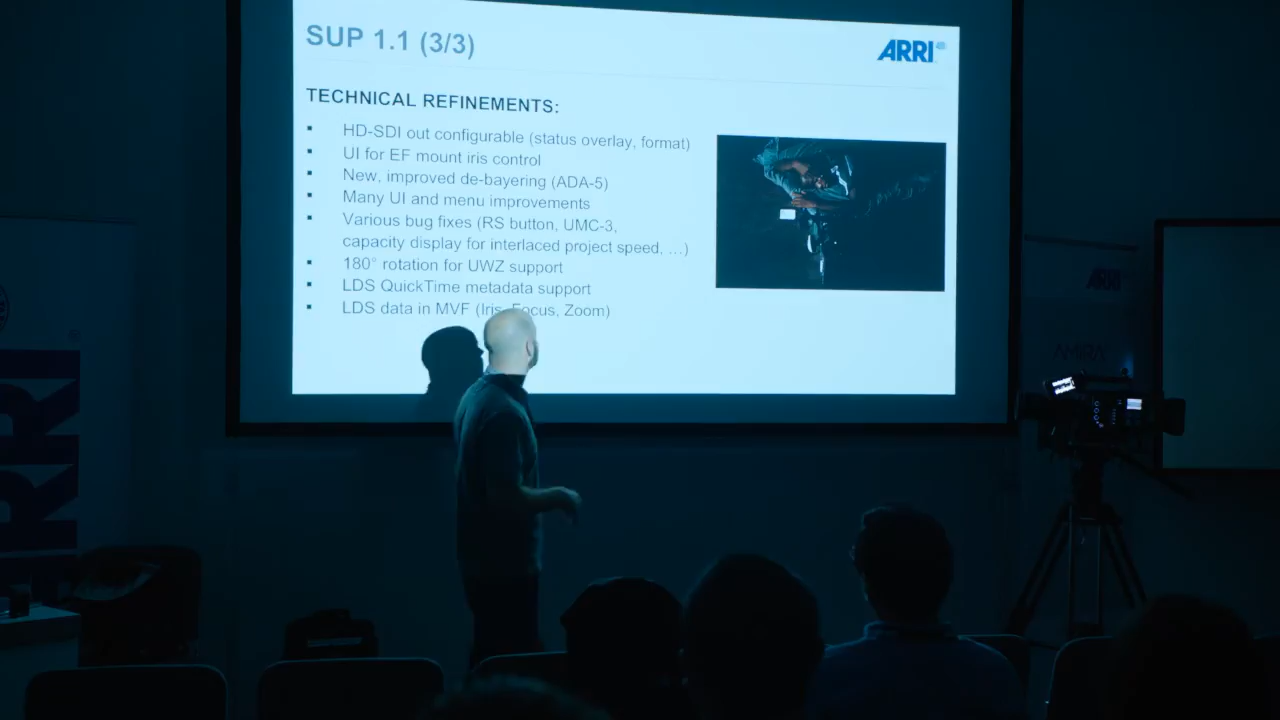 SUP 1.1 (3/3)
ARRI
TECHNICAL REFINEMENTS:
▪ HD-SDI out configurable (status overlay, format)
▪ UI for EF mount iris control
▪ New, improved de-bayering (ADA-5)
▪ Many UI and menu improvements
▪ Various bug fixes (RS button, UMC-3,
capacity display for interlaced project speed, …)
▪ 180° rotation for UWZ support
▪ LDS QuickTime metadata support
▪ LDS data in MVF (Iris, Focus, Zoom)
ARRI
AMIRA
RRI